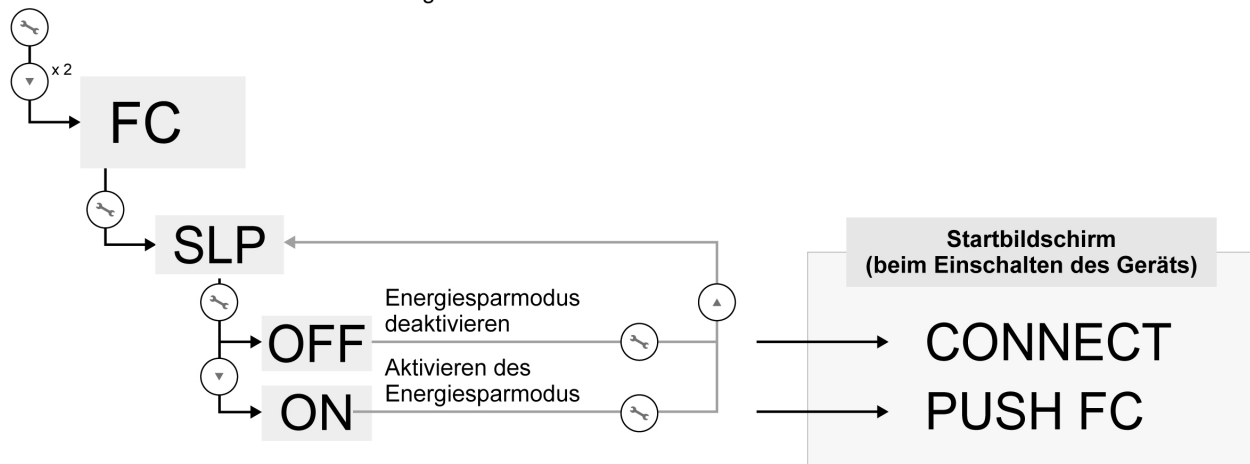 x 2
FC
SLP
Energiesparmodus
deaktivieren
OFF
Aktivieren des
Energiesparmodus
ON
Startbildschirm
(beim Einschalten des Geräts)
CONNECT
PUSH FC